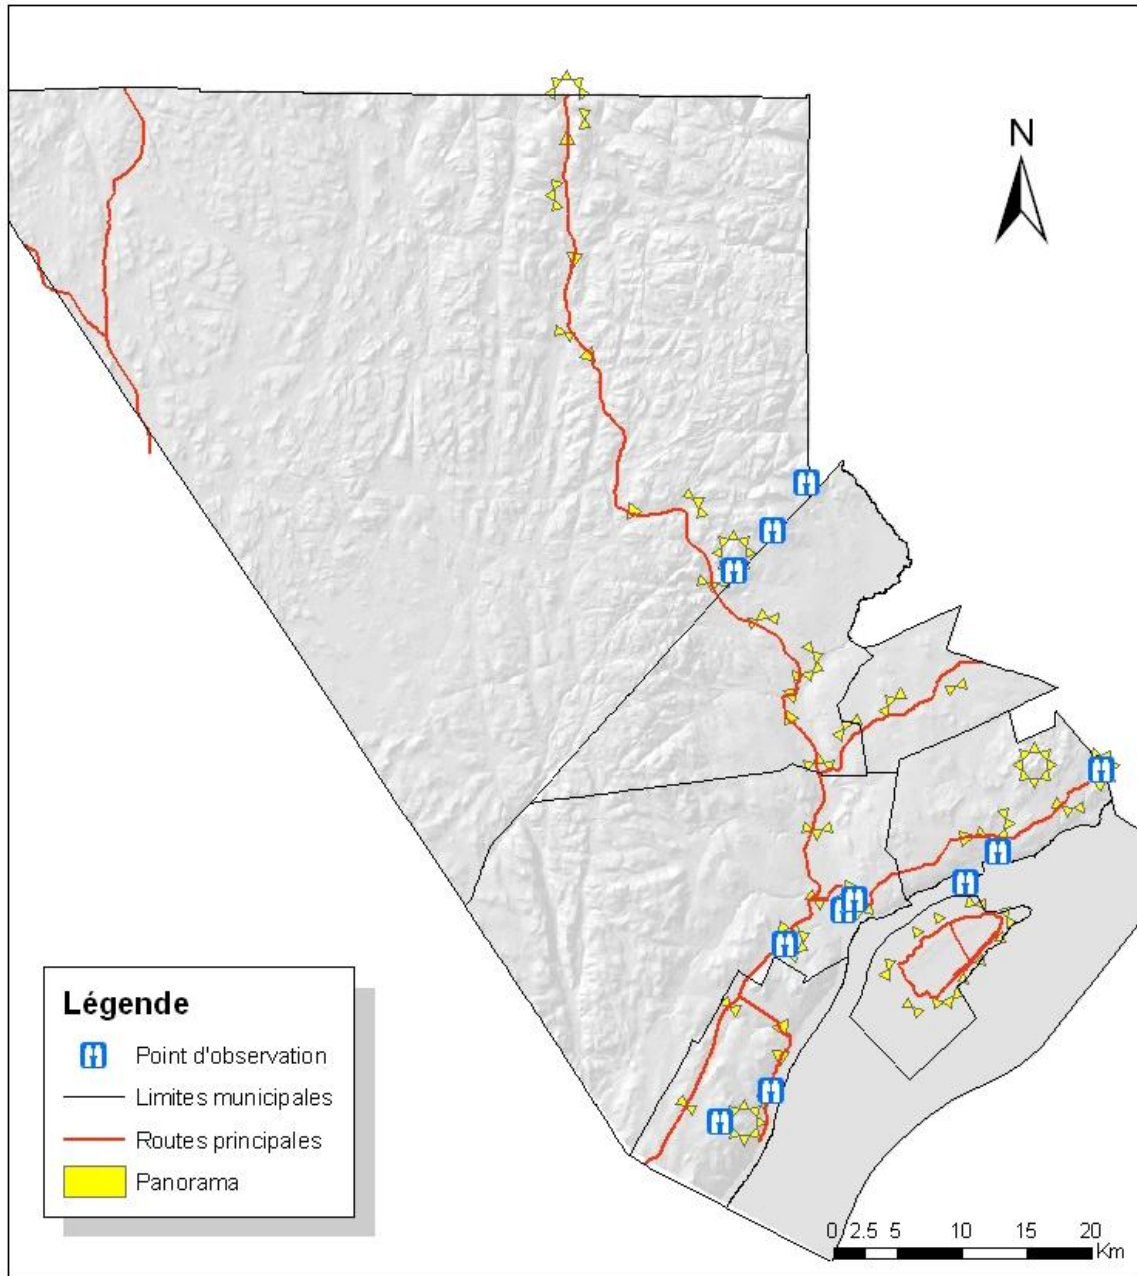 N
Légende
Point d'observation
Limites municipales
Routes principales
Panorama
0 2.5 5 10 15 20
Km